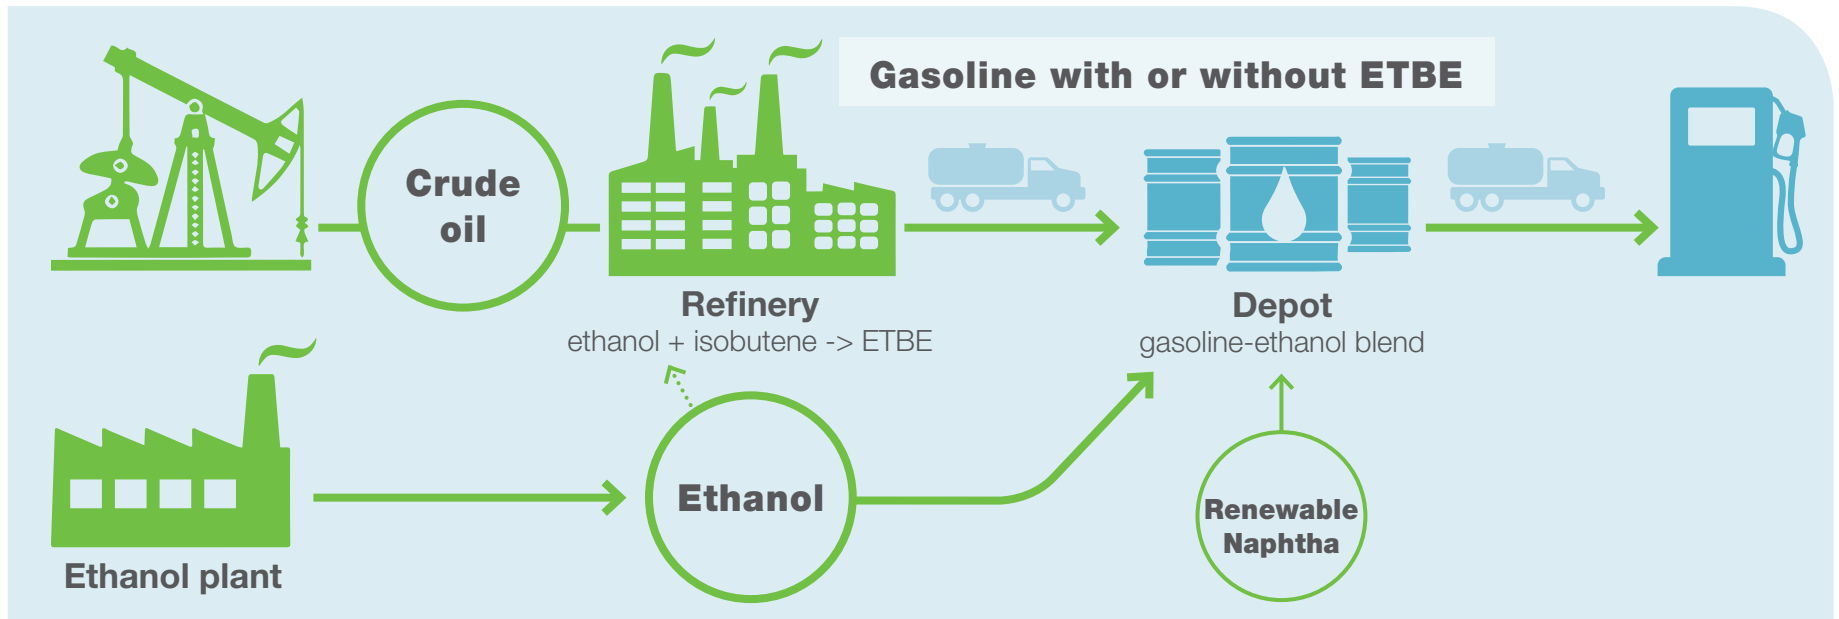 Gasoline with or without ETBE
Crude
oil
Refinery
ethanol + isobutene -> ETBE
Depot
gasoline-ethanol blend
Ethanol plant
Ethanol
Renewable
Naphtha